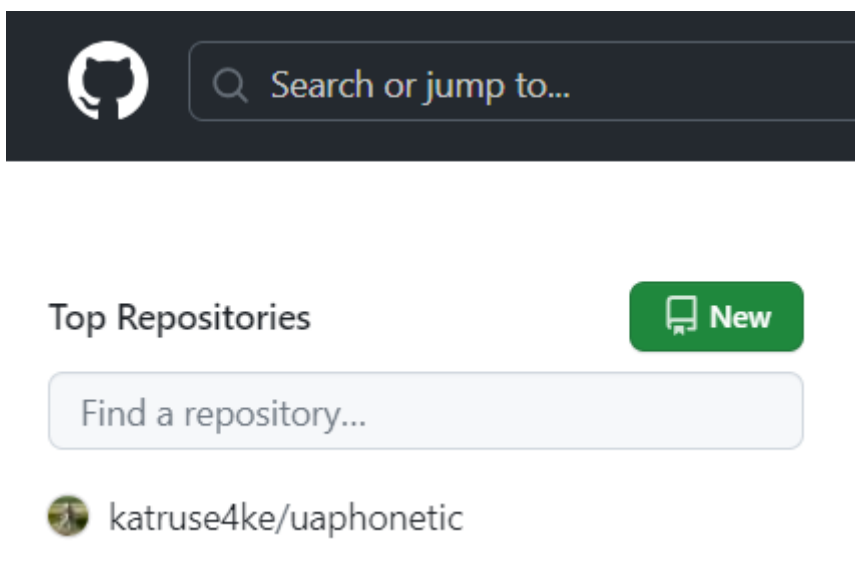 Search or jump to...
Top Repositories
New
Find a repository...
katruse4ke/uaphonetic